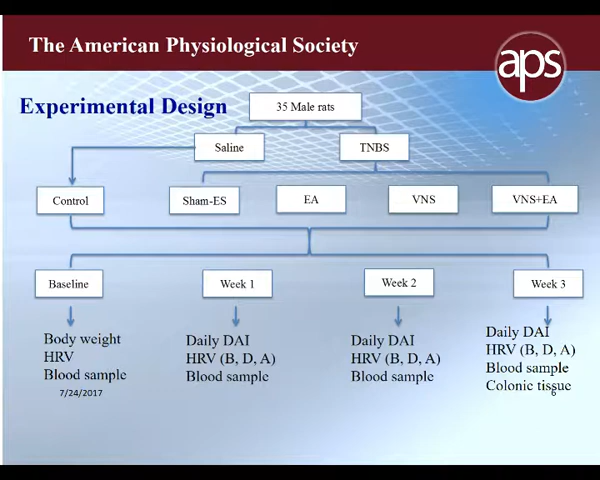 The American Physiological Society
aps
Experimental Design
35 Male rats
Saline
TNBS
Control
Sham-ES
EA
VNS
VNS+EA
Baseline
Week 1
Week 2
Week 3
Body weight
HRV
Blood sample
Daily DAI
HRV (B, D, A)
Blood sample
Daily DAI
HRV (B, D, A)
Blood sample
Daily DAI
HRV (B, D, A)
Blood sample
Colonic tissue
7/24/2017
6